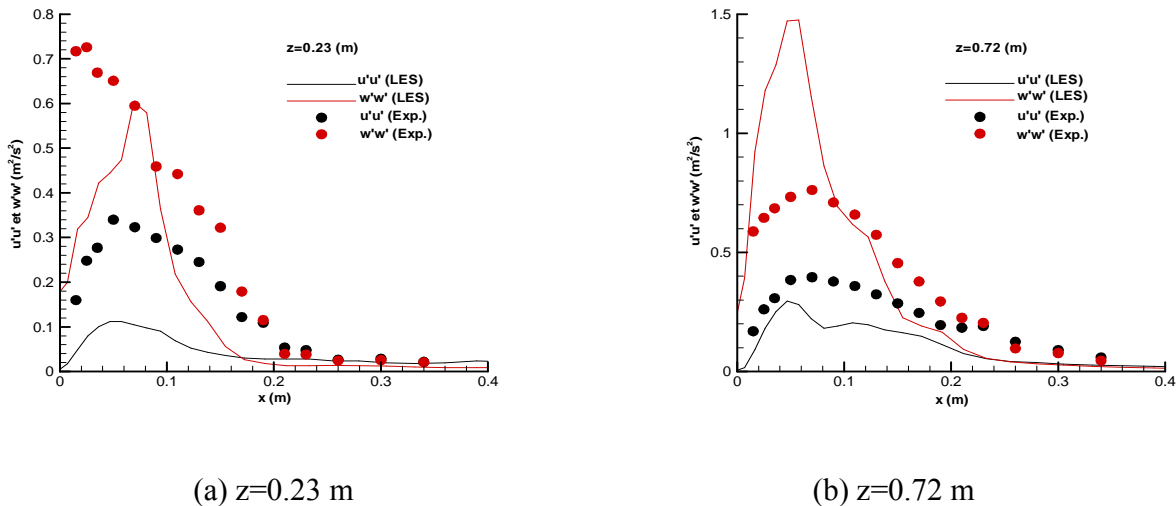 0.8
0.7
0.6
0.5
0.4
0.3
0.2
0.1
0
u'u' et w'w' (m²/s²)
0 0.1 0.2 0.3 0.4
x (m)
z=0.23 (m)
u'u' (LES)
w'w' (LES)
u'u' (Exp.)
w'w' (Exp.)
(a) z=0.23 m
1.5
1
0.5
0
u'u' et w'w' (m²/s²)
0 0.1 0.2 0.3 0.4
x (m)
z=0.72 (m)
u'u' (LES)
w'w' (LES)
u'u' (Exp.)
w'w' (Exp.)
(b) z=0.72 m